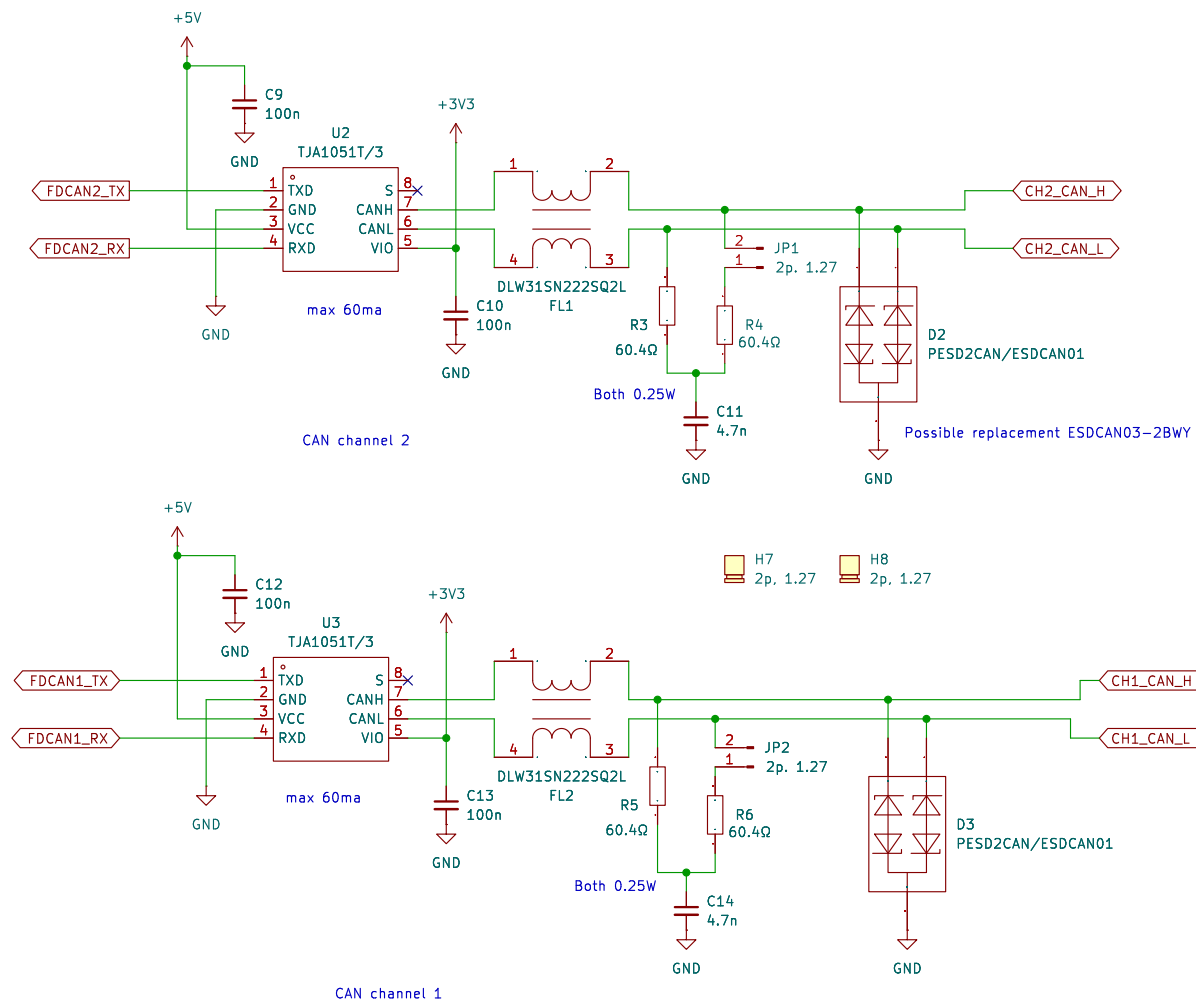 +5V
C9
100n
GND
+3V3
U2
TJA1051T/3
FDCAN2_TX
1 TXD S 8
2 GND CANH 7
3 VCC CANL 6
4 RXD VIO 5
FDCAN2_RX
GND
max 60ma
C10
100n
GND
1 2
4 3
DLW31SN222SQ2L
FL1
CH2_CAN_H
CH2_CAN_L
2 JP1
1 2p. 1.27
R3
60.4Ω
R4
60.4Ω
Both 0.25W
C11
4.7n
GND
D2
PESD2CAN/ESDCAN01
Possible replacement ESDCAN03-2BWY
GND
CAN channel 2
+5V
C12
100n
GND
+3V3
U3
TJA1051T/3
FDCAN1_TX
1 TXD S 8
2 GND CANH 7
3 VCC CANL 6
4 RXD VIO 5
FDCAN1_RX
GND
max 60ma
C13
100n
GND
1 2
4 3
DLW31SN222SQ2L
FL2
H7
2p, 1.27
H8
2p, 1.27
CH1_CAN_H
CH1_CAN_L
2 JP2
1 2p. 1.27
R5
60.4Ω
R6
60.4Ω
Both 0.25W
C14
4.7n
GND
D3
PESD2CAN/ESDCAN01
GND
CAN channel 1